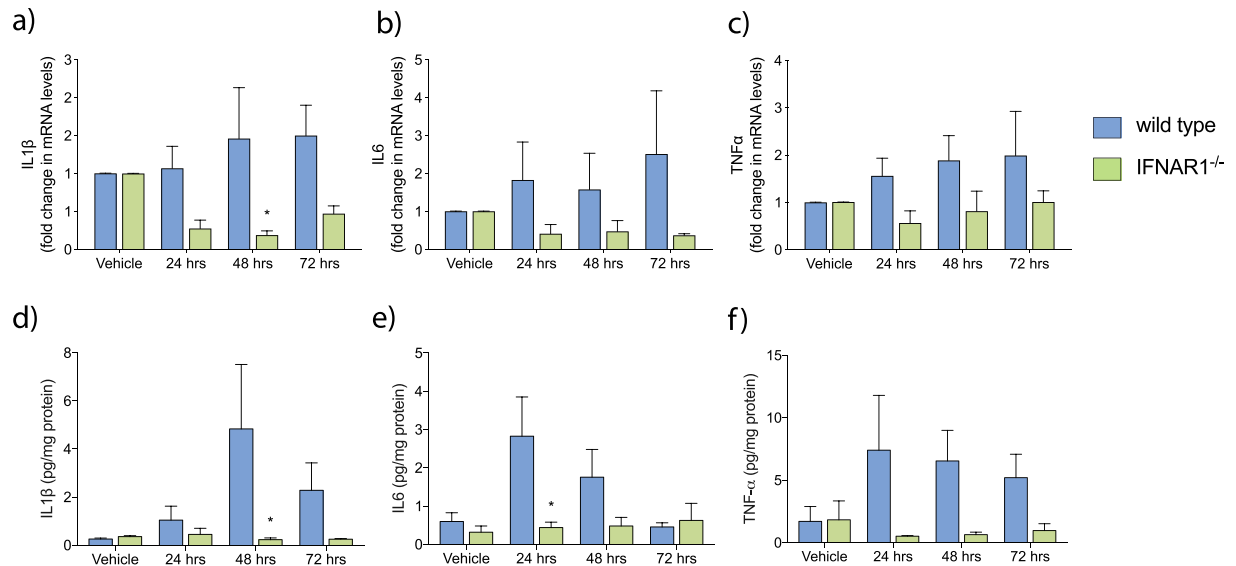 a)
IL1β
(fold change in mRNA levels)
3
2
2
1
1
0
*
Vehicle 24 hrs 48 hrs 72 hrs
b)
IL6
(fold change in mRNA levels)
5
4
3
2
1
0
Vehicle 24 hrs 48 hrs 72 hrs
c)
TNFα
(fold change in mRNA levels)
4
3
2
1
0
Vehicle 24 hrs 48 hrs 72 hrs
wild type
IFNAR1-/-
d)
IL1β (pg/mg protein)
8
6
4
2
0
*
Vehicle 24 hrs 48 hrs 72 hrs
e)
IL6 (pg/mg protein)
5
4
3
2
1
0
*
Vehicle 24 hrs 48 hrs 72 hrs
f)
TNF-α (pg/mg protein)
15
10
5
0
Vehicle 24 hrs 48 hrs 72 hrs